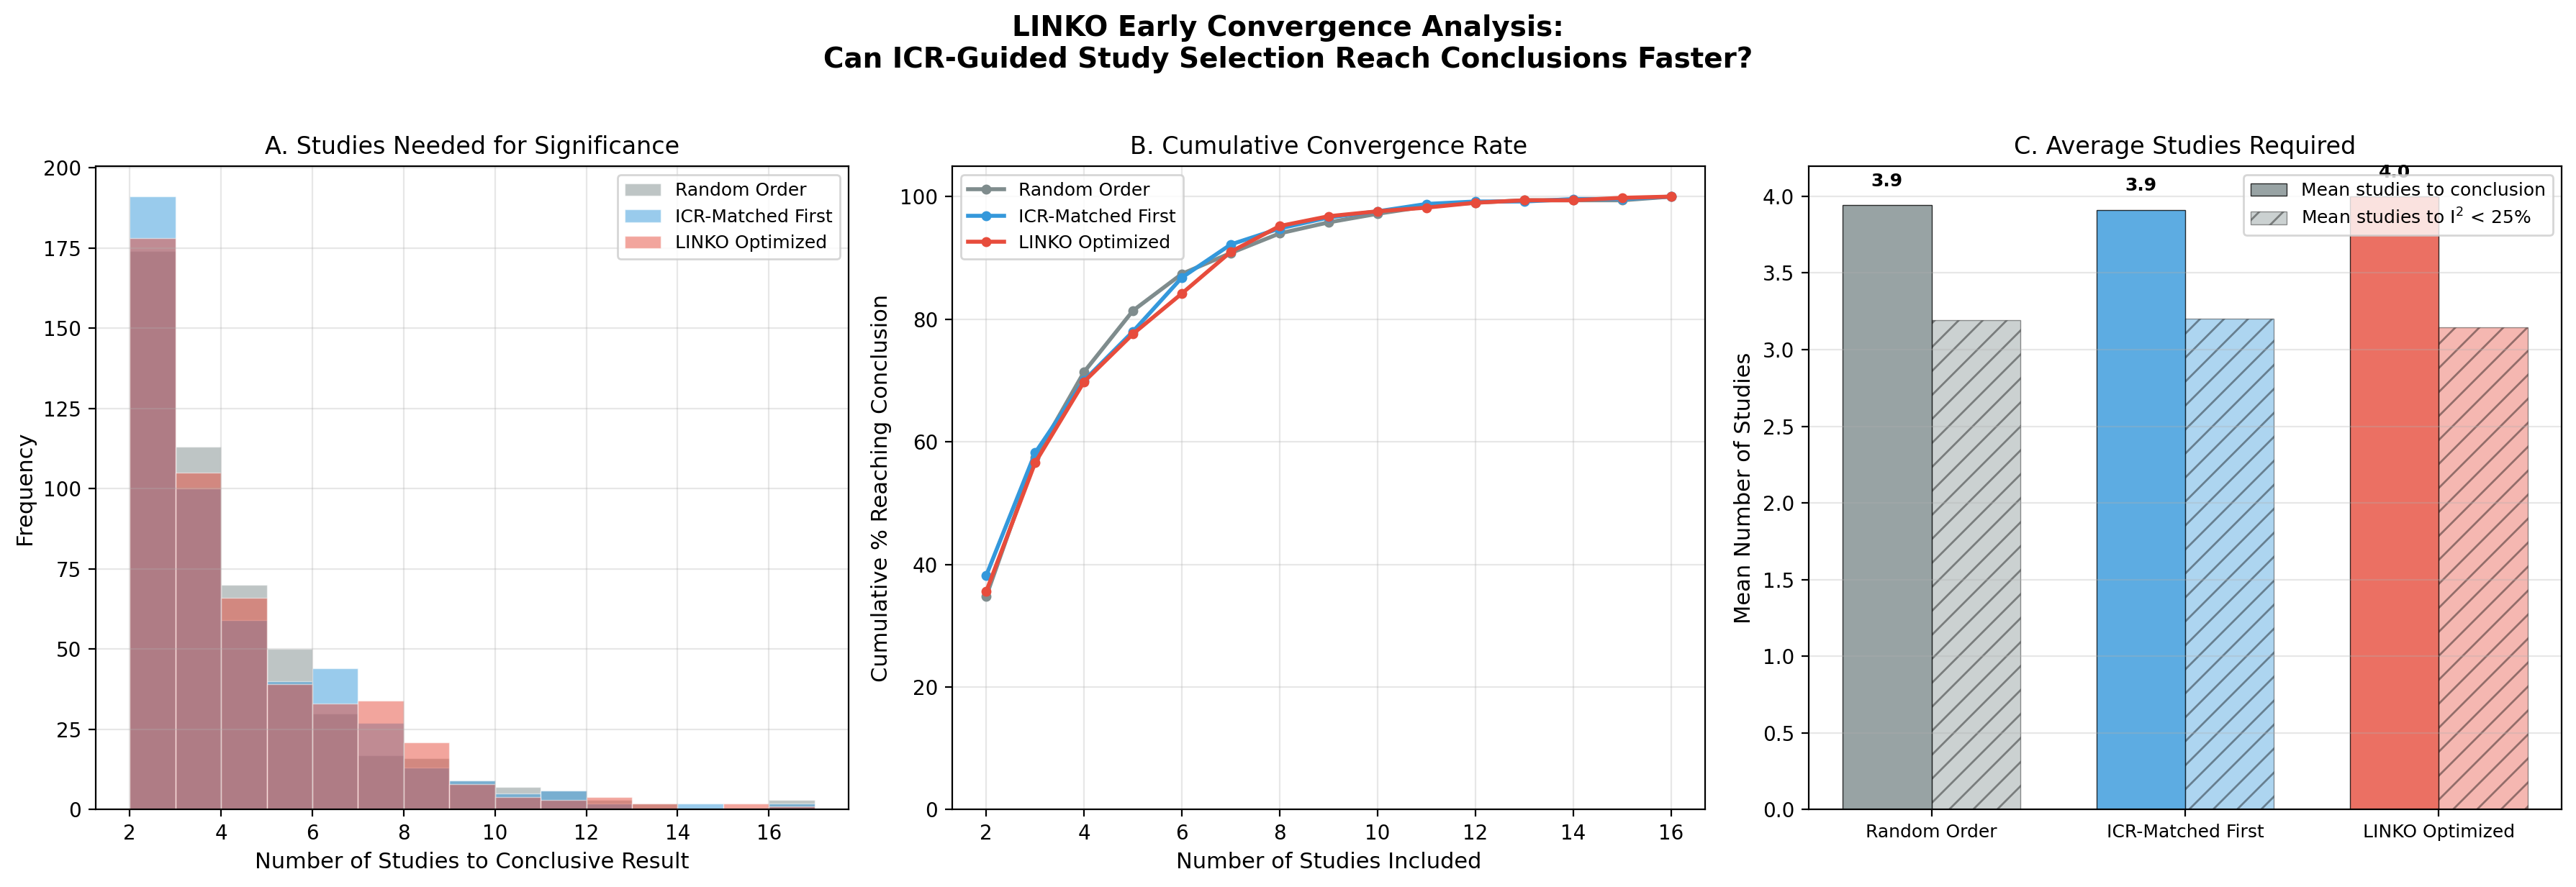 LINKO Early Convergence Analysis:
Can ICR-Guided Study Selection Reach Conclusions Faster?
A. Studies Needed for Significance
200
175
150
125
100
75
50
25
0
Frequency
Random Order
ICR-Matched First
LINKO Optimized
2 4 6 8 10 12 14 16
Number of Studies to Conclusive Result
B. Cumulative Convergence Rate
100
80
60
40
20
0
Cumulative % Reaching Conclusion
Random Order
ICR-Matched First
LINKO Optimized
2 4 6 8 10 12 14 16
Number of Studies Included
C. Average Studies Required
4.0
3.5
3.0
2.5
2.0
1.5
1.0
0.5
0.0
Mean Number of Studies
3.9
3.9
4.0
Mean studies to conclusion
Mean studies to I² < 25%
Random Order ICR-Matched First LINKO Optimized